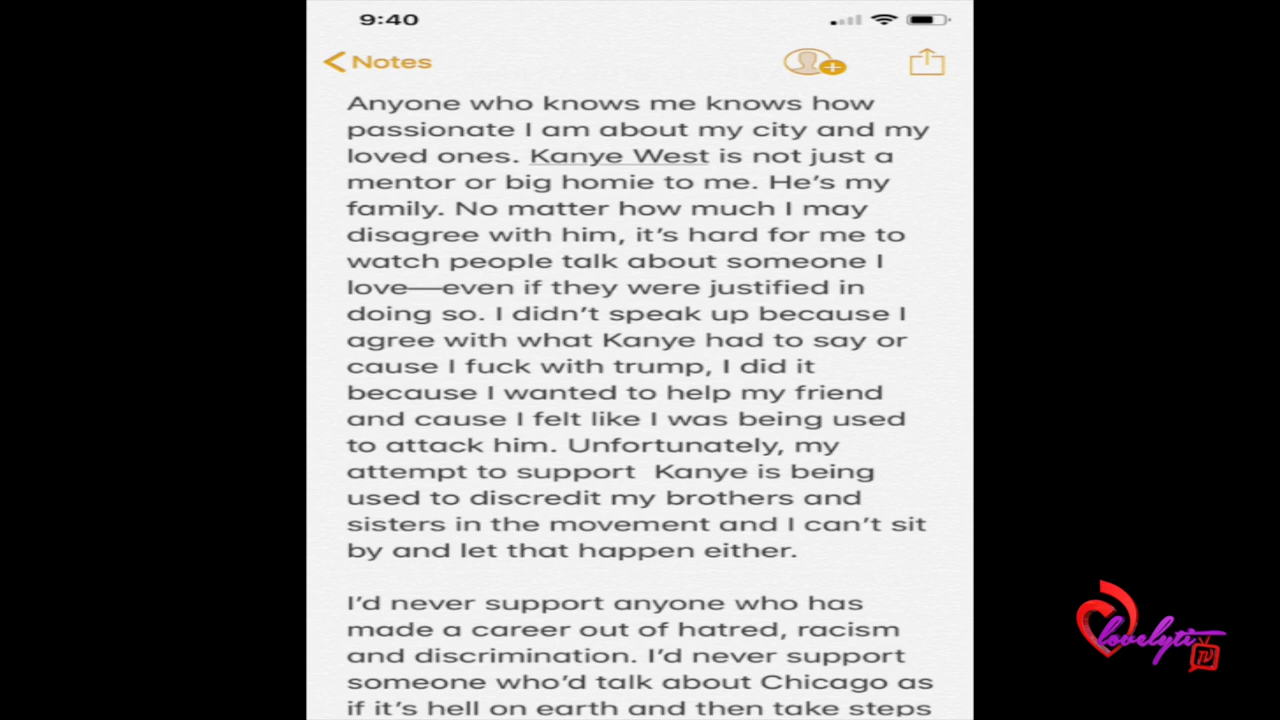 9:40
Notes
Anyone who knows me knows how
passionate I am about my city and my
loved ones. Kanye West is not just a
mentor or big homie to me. He's my
family. No matter how much I may
disagree with him, it's hard for me to
watch people talk about someone I
love—even if they were justified in
doing so. I didn't speak up because I
agree with what Kanye had to say or
cause I fuck with trump, I did it
because I wanted to help my friend
and cause I felt like I was being used
to attack him. Unfortunately, my
attempt to support  Kanye is being
used to discredit my brothers and
sisters in the movement and I can't sit
by and let that happen either.
I'd never support anyone who has
made a career out of hatred, racism
and discrimination. I'd never support
someone who'd talk about Chicago as
if it's hell on earth and then take steps
lovelyti
TV